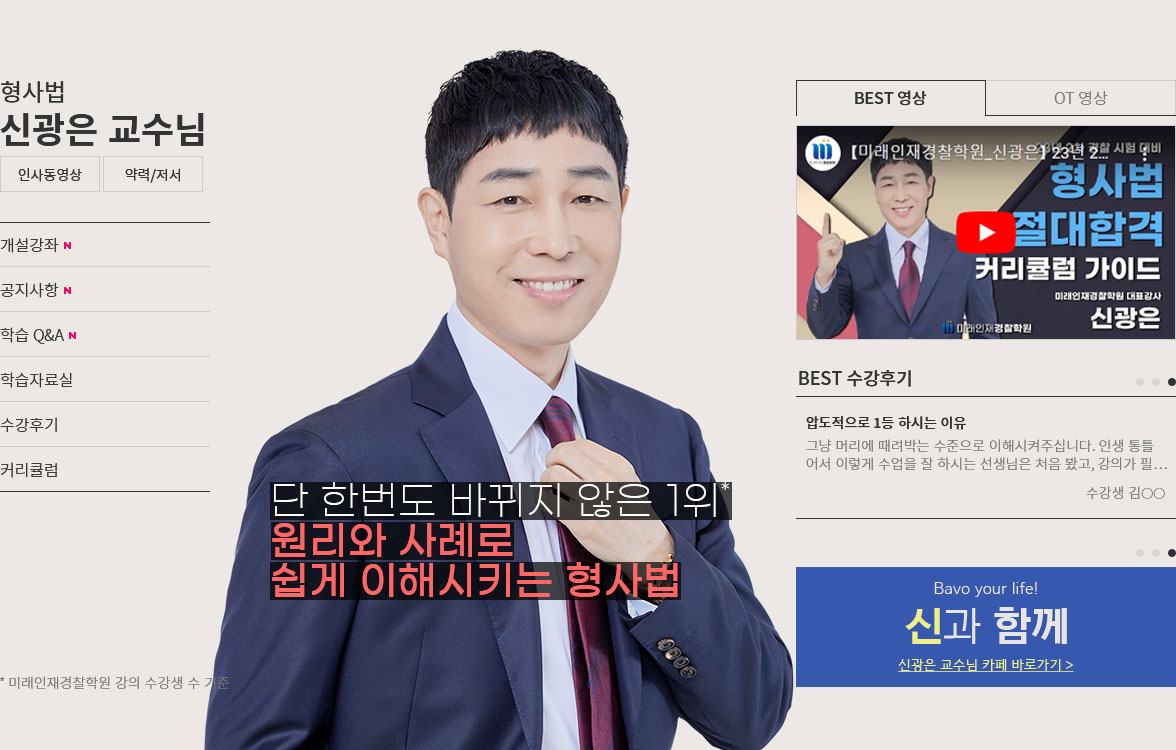 형사법
신광은 교수님
인사동영상
약력/저서
개설강좌 N
공지사항 N
학습 Q&A N
학습자료실
수강후기
커리큘럼
단 한번도 바뀌지 않은 1위*
원리와 사례로
쉽게 이해시키는 형사법
* 미래인재경찰학원 강의 수강생 수 기준
BEST 영상
OT 영상
【미래인재경찰학원_신광은】 23년 2...
형사법
절대합격
커리큘럼 가이드
미래인재경찰학원 대표강사
신광은
미래인재경찰학원
BEST 수강후기
압도적으로 1등 하시는 이유
그냥 머리에 때려박는 수준으로 이해시켜주십니다. 인생 통틀
어서 이렇게 수업을 잘 하시는 선생님은 처음 봤고, 강의가 필...
수강생 김○○
Bavo your life!
신과 함께
신광은 교수님 카페 바로가기 >